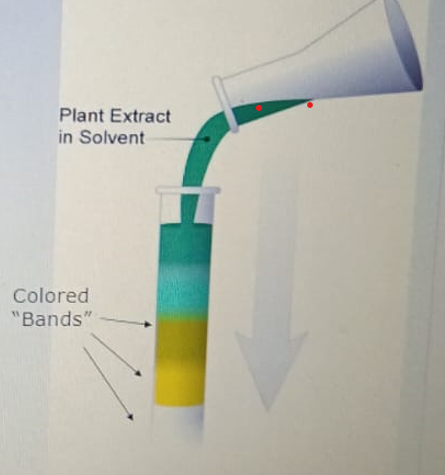 Plant Extract
in Solvent
Colored
"Bands"